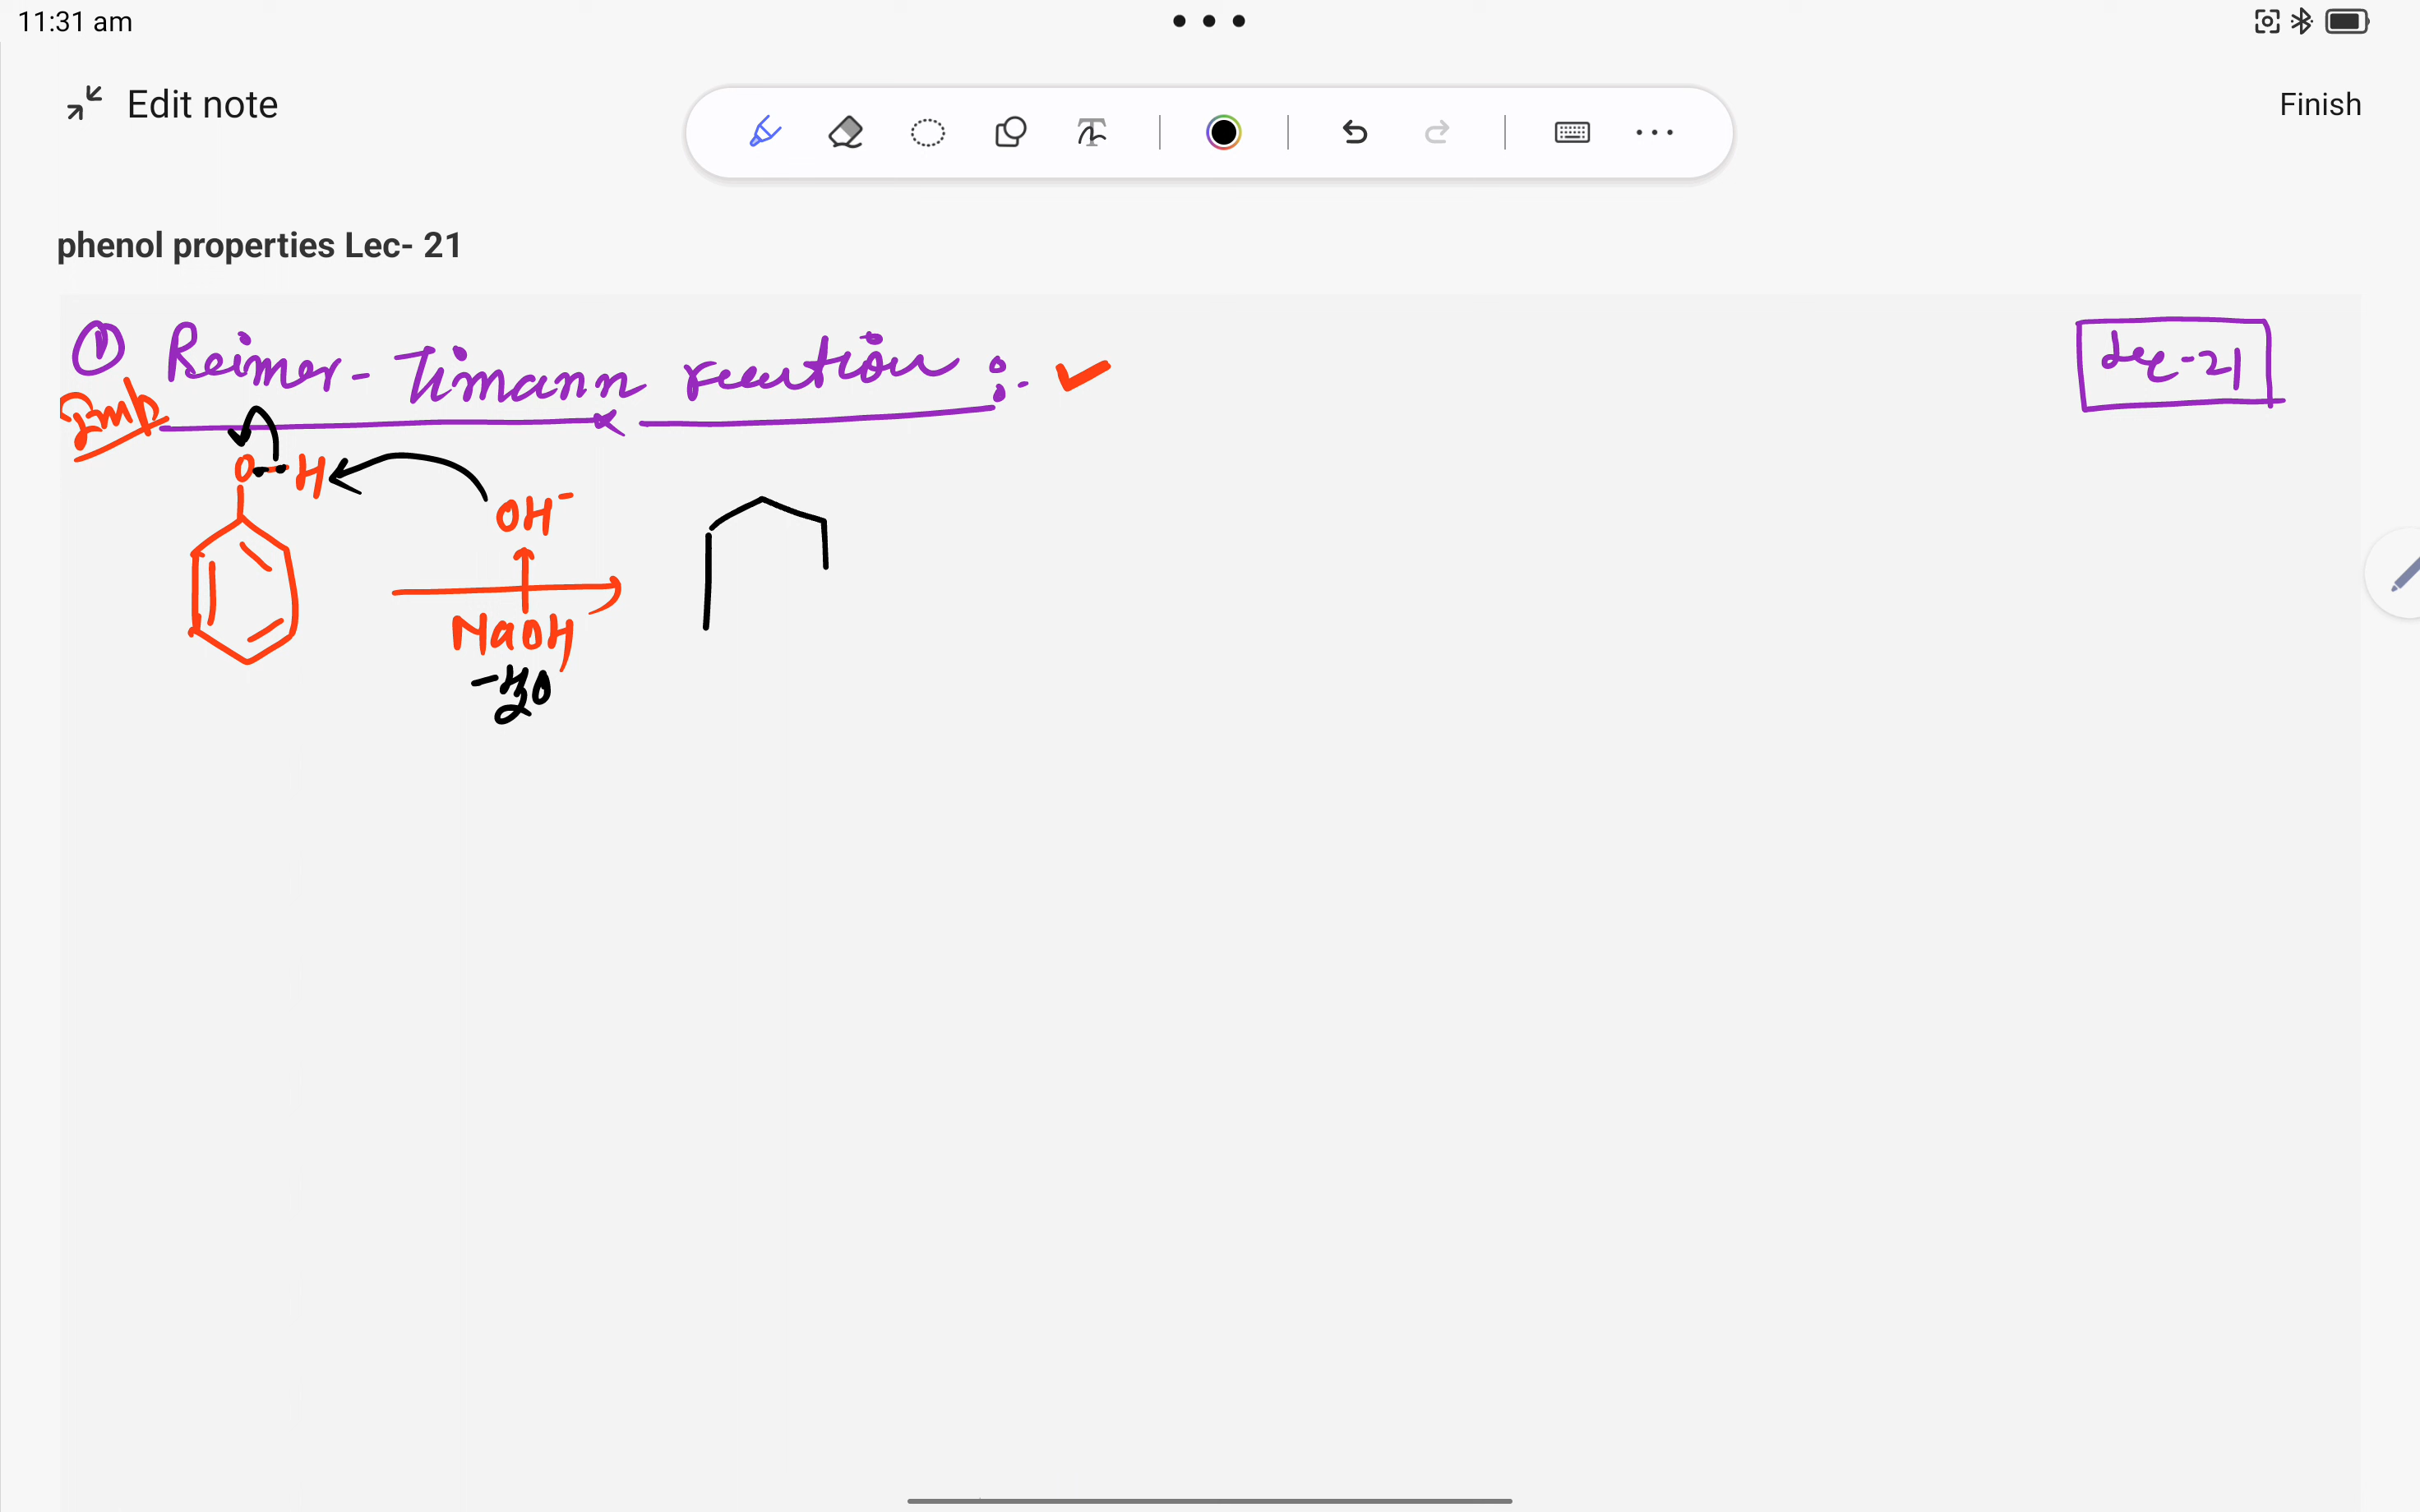 11:31 am
Edit note
Finish
phenol properties Lec- 21
① Reimer- Timann reaction :-
Lec-21
Imp
O-H
OH⁻
NaOH
-H₂O